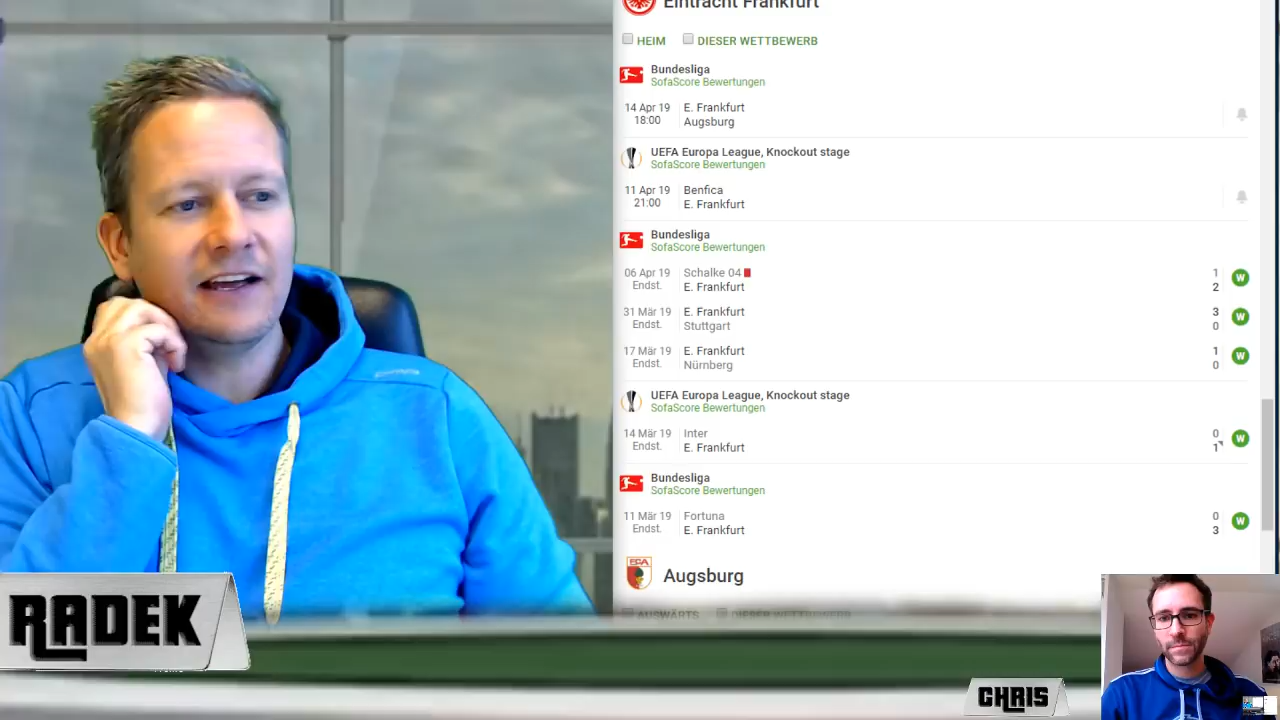 Eintracht Frankfurt
HEIM
DIESER WETTBEWERB
Bundesliga
SofaScore Bewertungen
14 Apr 19
18:00
E. Frankfurt
Augsburg
UEFA Europa League, Knockout stage
SofaScore Bewertungen
11 Apr 19
21:00
Benfica
E. Frankfurt
Bundesliga
SofaScore Bewertungen
06 Apr 19
Endst.
Schalke 04
E. Frankfurt
1
2
W
31 Mär 19
Endst.
E. Frankfurt
Stuttgart
3
0
W
17 Mär 19
Endst.
E. Frankfurt
Nürnberg
1
0
W
UEFA Europa League, Knockout stage
SofaScore Bewertungen
14 Mär 19
Endst.
Inter
E. Frankfurt
0
1
W
Bundesliga
SofaScore Bewertungen
11 Mär 19
Endst.
Fortuna
E. Frankfurt
0
3
W
FCA
Augsburg
AUSWÄRTS
DIESER WETTBEWERB
RADEK
CHRIS